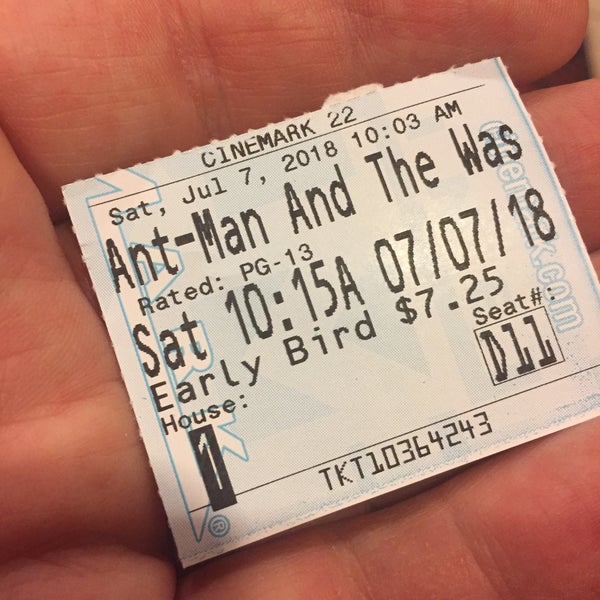 CINEMARK 22
Sat, Jul 7, 2018 10:03 AM
Ant-Man And The Was
Rated: PG-13
Sat 10:15A 07/07/18
Early Bird $7.25
House:
1
Seat#:
D11
TKT10364243